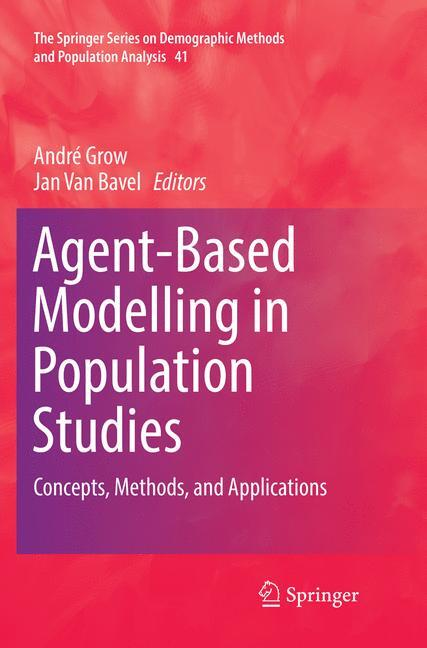 The Springer Series on Demographic Methods
and Population Analysis 41
André Grow
Jan Van Bavel Editors
Agent-Based
Modelling in
Population
Studies
Concepts, Methods, and Applications
Springer